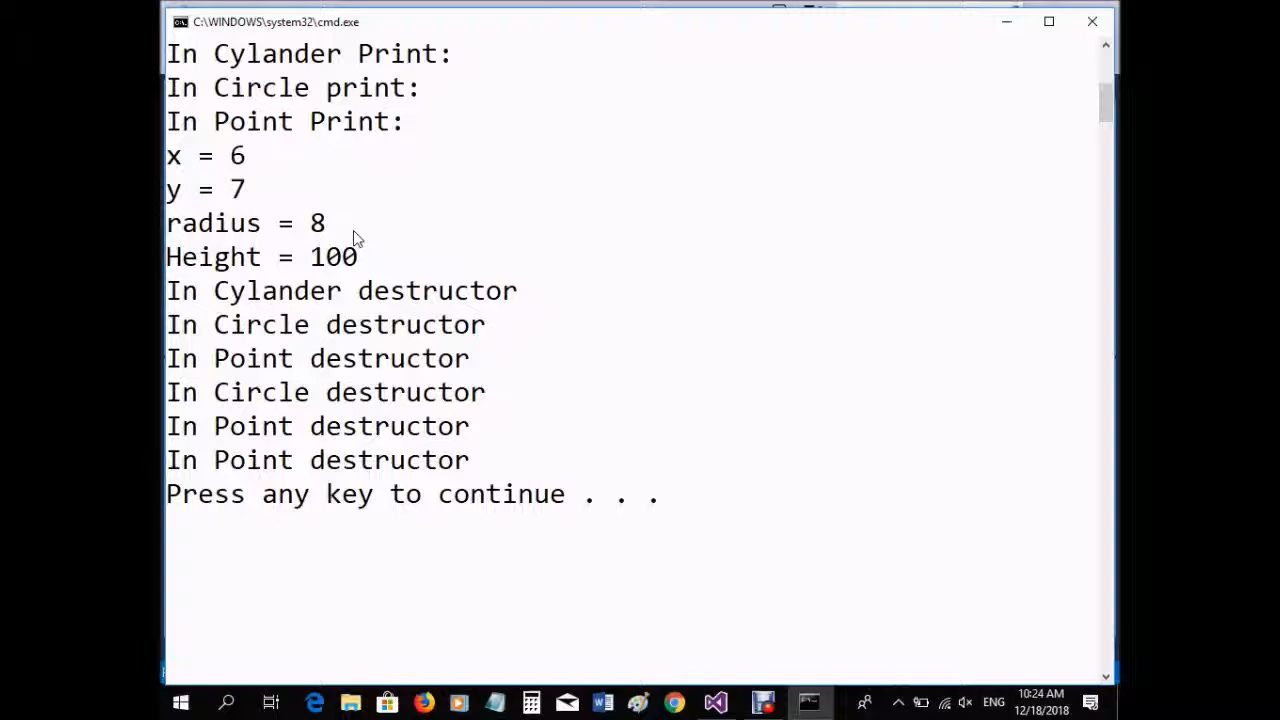 C:\WINDOWS\system32\cmd.exe
In Cylander Print:
In Circle print:
In Point Print:
x = 6
y = 7
radius = 8
Height = 100
In Cylander destructor
In Circle destructor
In Point destructor
In Circle destructor
In Point destructor
In Point destructor
Press any key to continue . . .
ENG
10:24 AM
12/18/2018